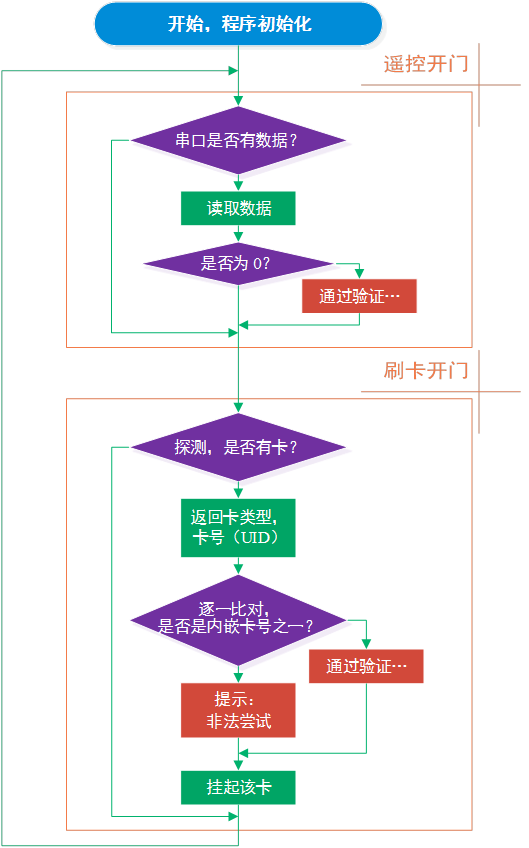 开始，程序初始化
遥控开门
串口是否有数据？
读取数据
是否为 0？
通过验证…
刷卡开门
探测，是否有卡？
返回卡类型，
卡号（UID）
逐一比对，
是否是内嵌卡号之一？
通过验证…
提示：
非法尝试
挂起该卡